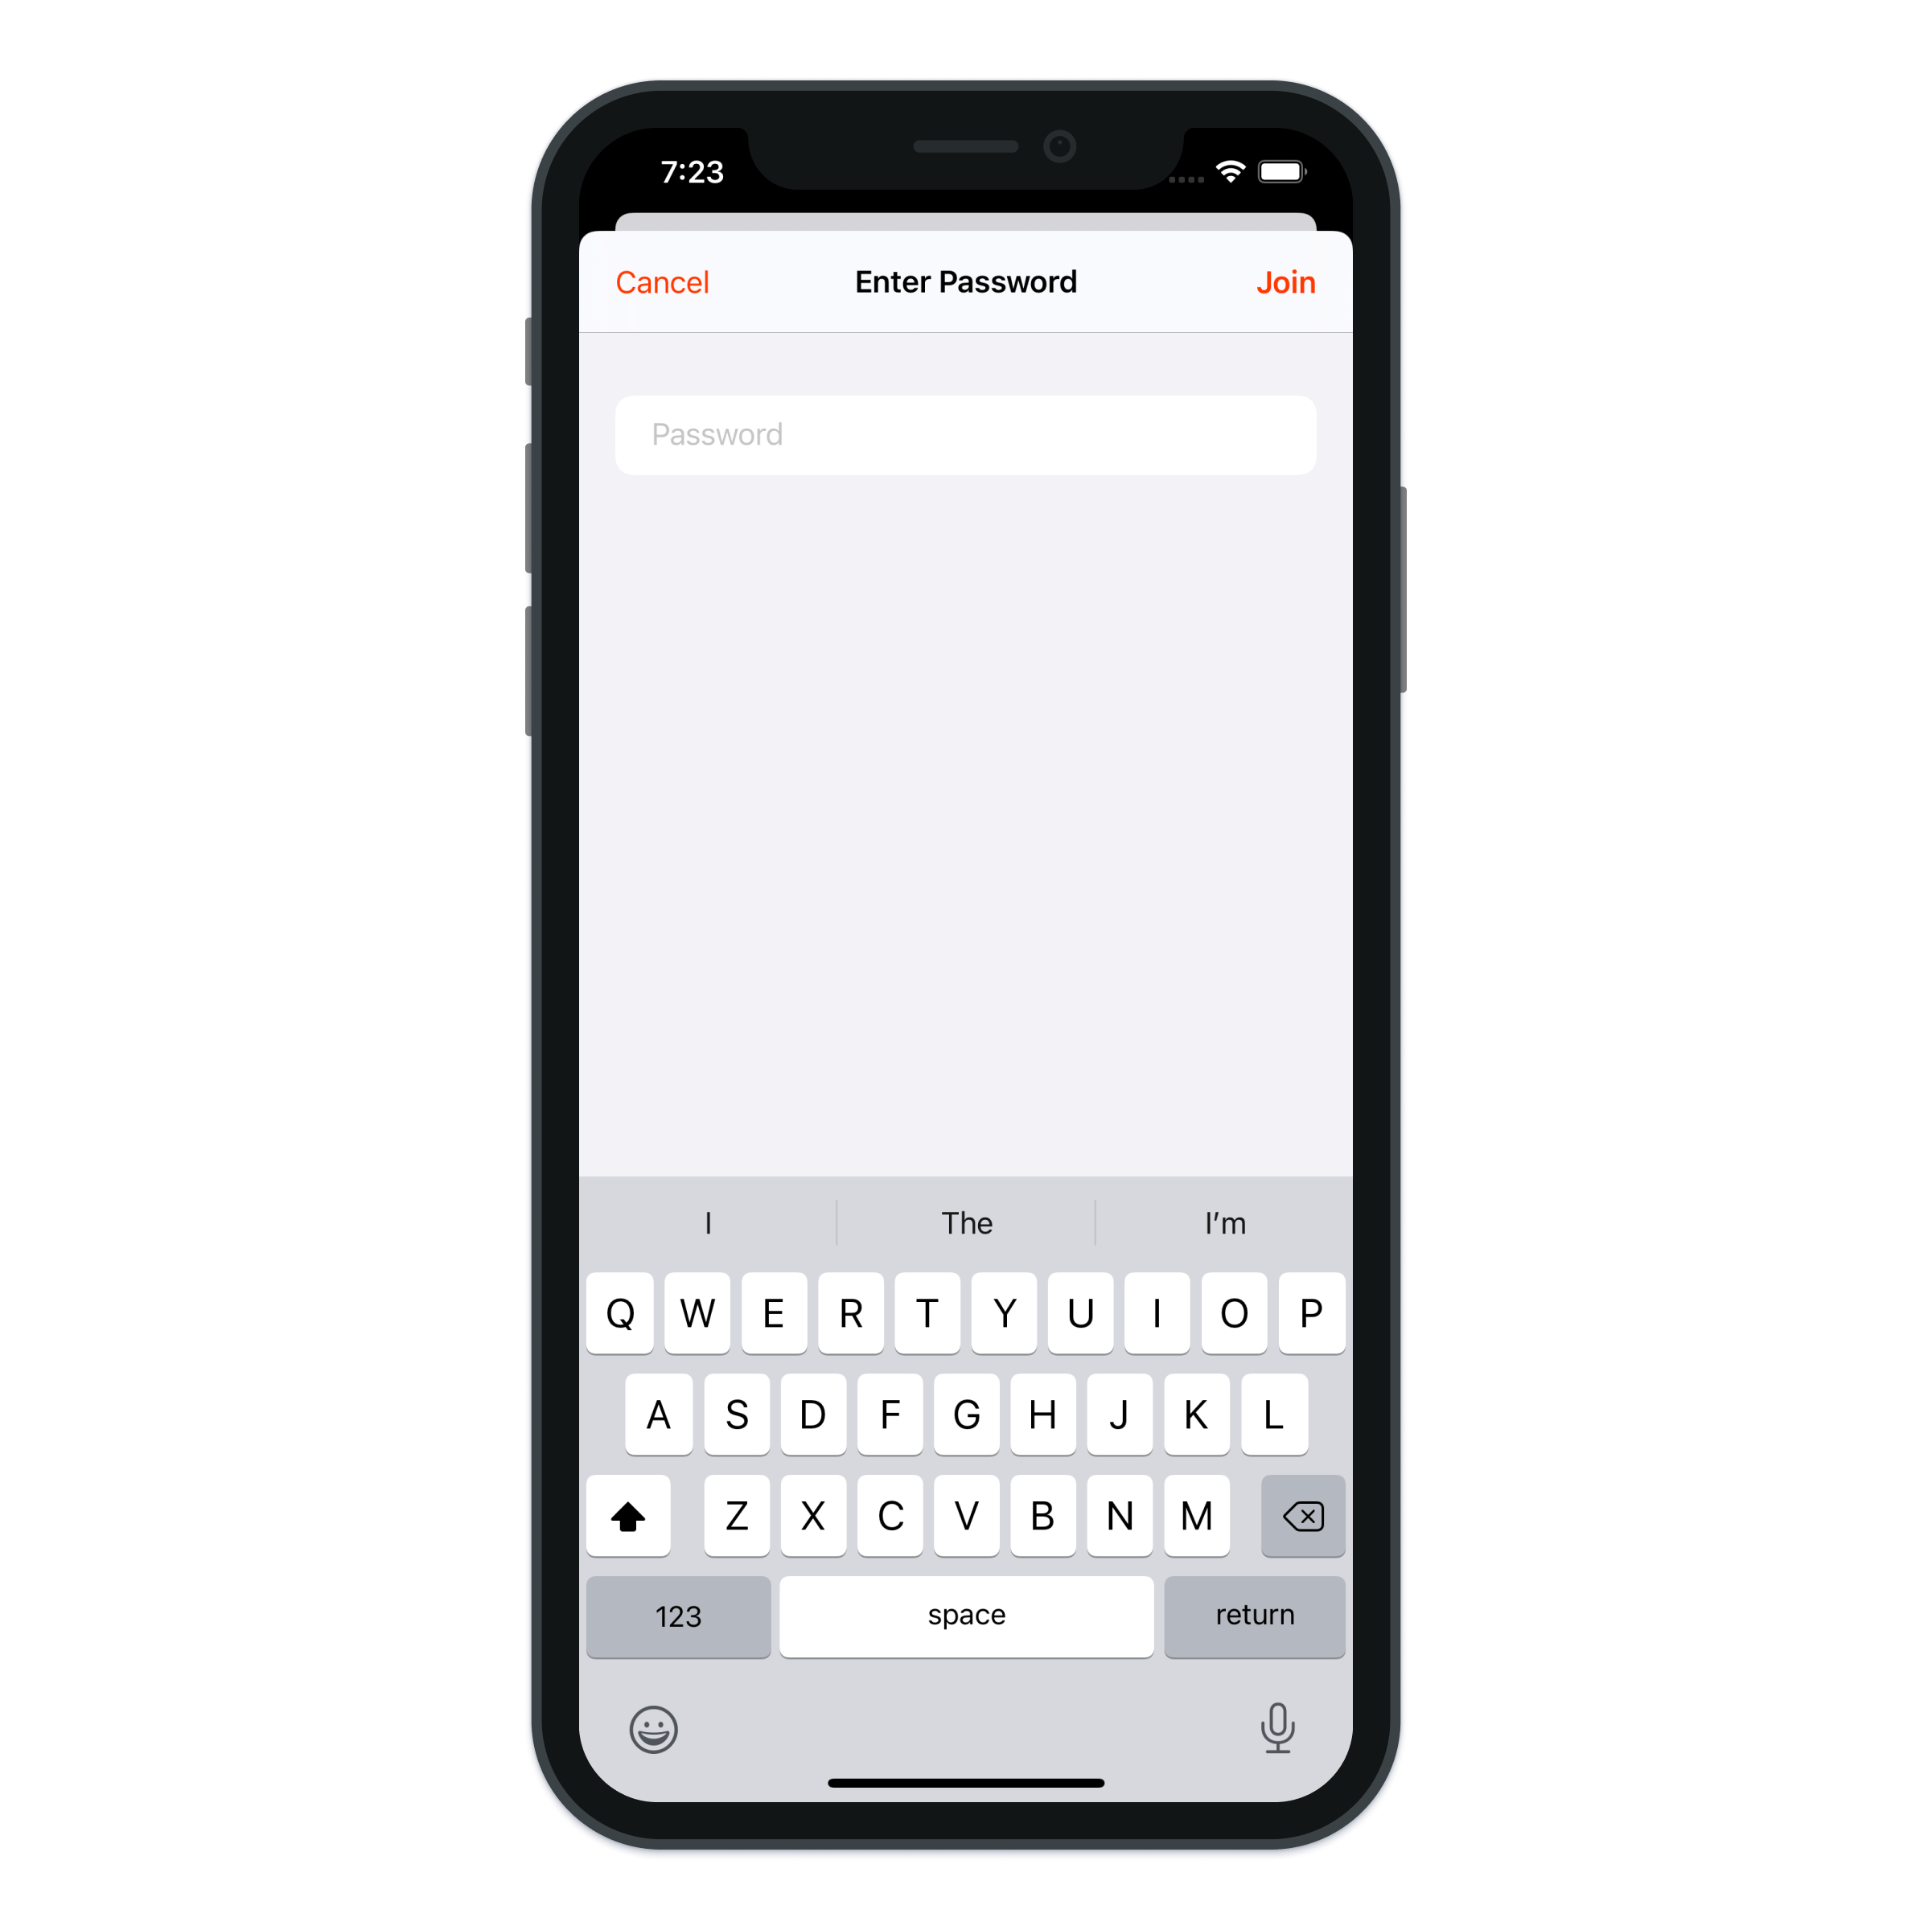 7:23
Cancel Enter Password Join
Password
I The I’m
Q W E R T Y U I O P
A S D F G H J K L
Z X C V B N M
123 space return